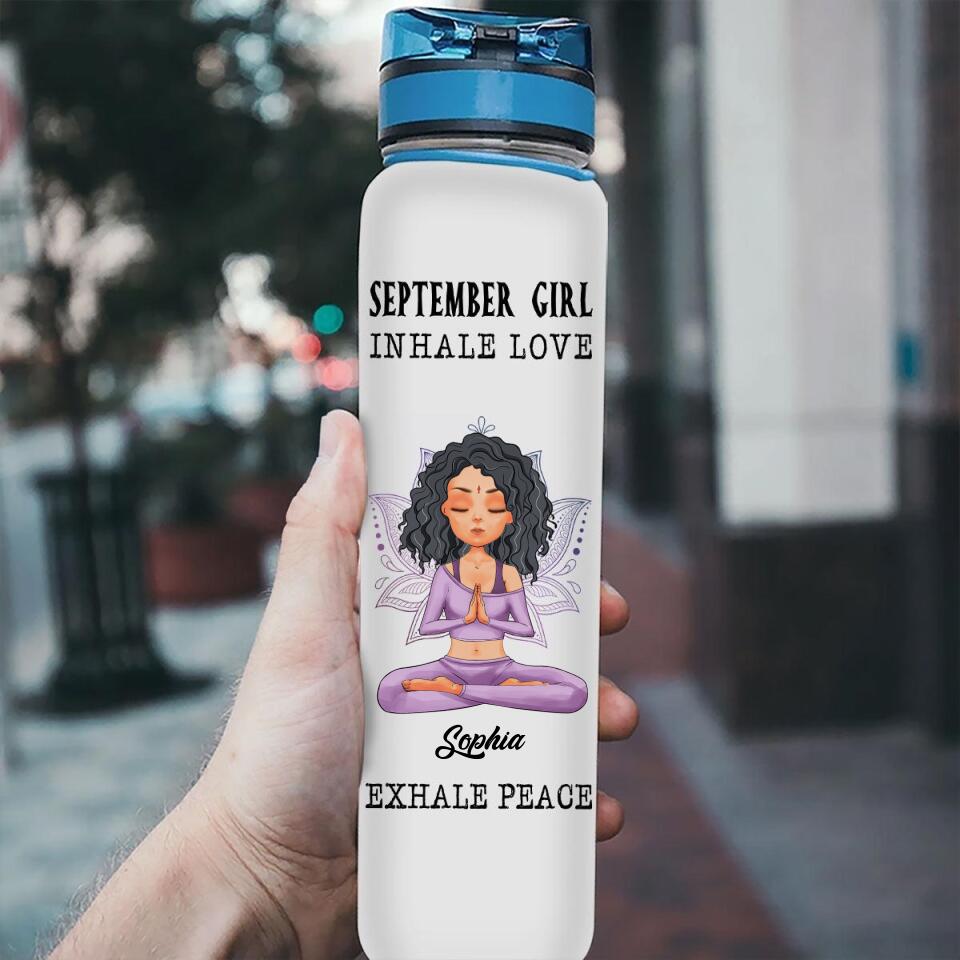 SEPTEMBER GIRL
INHALE LOVE
Sophia
EXHALE PEACE